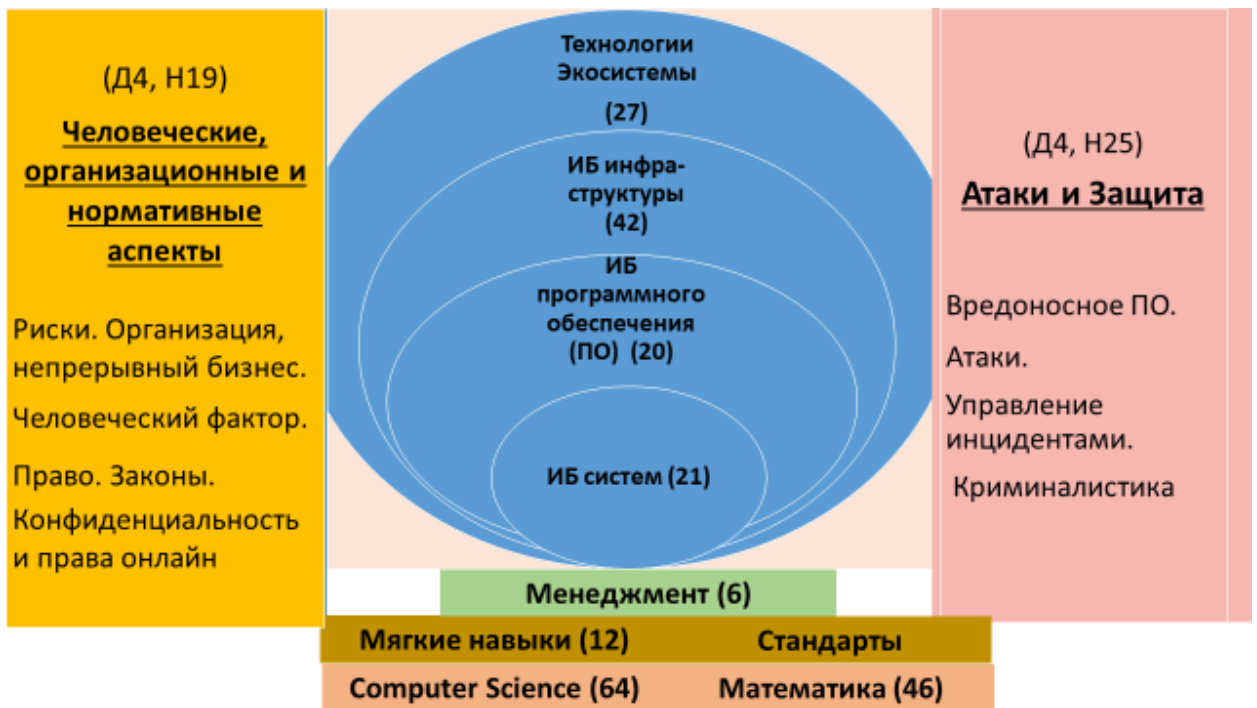 (Д4, Н19)
Человеческие,
организационные и
нормативные
аспекты
Риски. Организация,
непрерывный бизнес.
Человеческий фактор.
Право. Законы.
Конфиденциальность
и права онлайн
Технологии
Экосистемы
(27)
ИБ инфра-
структуры
(42)
ИБ
программного
обеспечения
(ПО) (20)
ИБ систем (21)
(Д4, Н25)
Атаки и Защита
Вредоносное ПО.
Атаки.
Управление
инцидентами.
Криминалистика
Менеджмент (6)
Мягкие навыки (12) Стандарты
Computer Science (64) Математика (46)